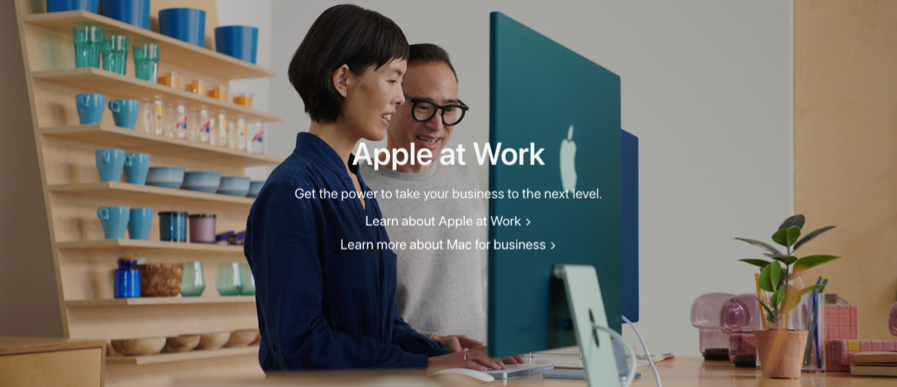 Apple at Work
Get the power to take your business to the next level.
Learn about Apple at Work >
Learn more about Mac for business >